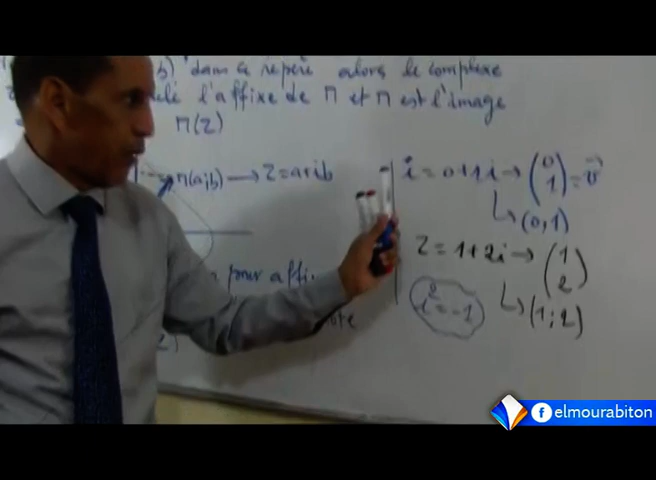 b) dans ce repère alors le complexe
l'affixe de M et M est l'image
M(z)
M(a;b) → z = a+ib
i = 0+1i → (0 1) = v⃗
↳ (0,1)
z = 1+2i → (1 2)
↳ (1;2)
i² = -1
pour affi
elmourabiton